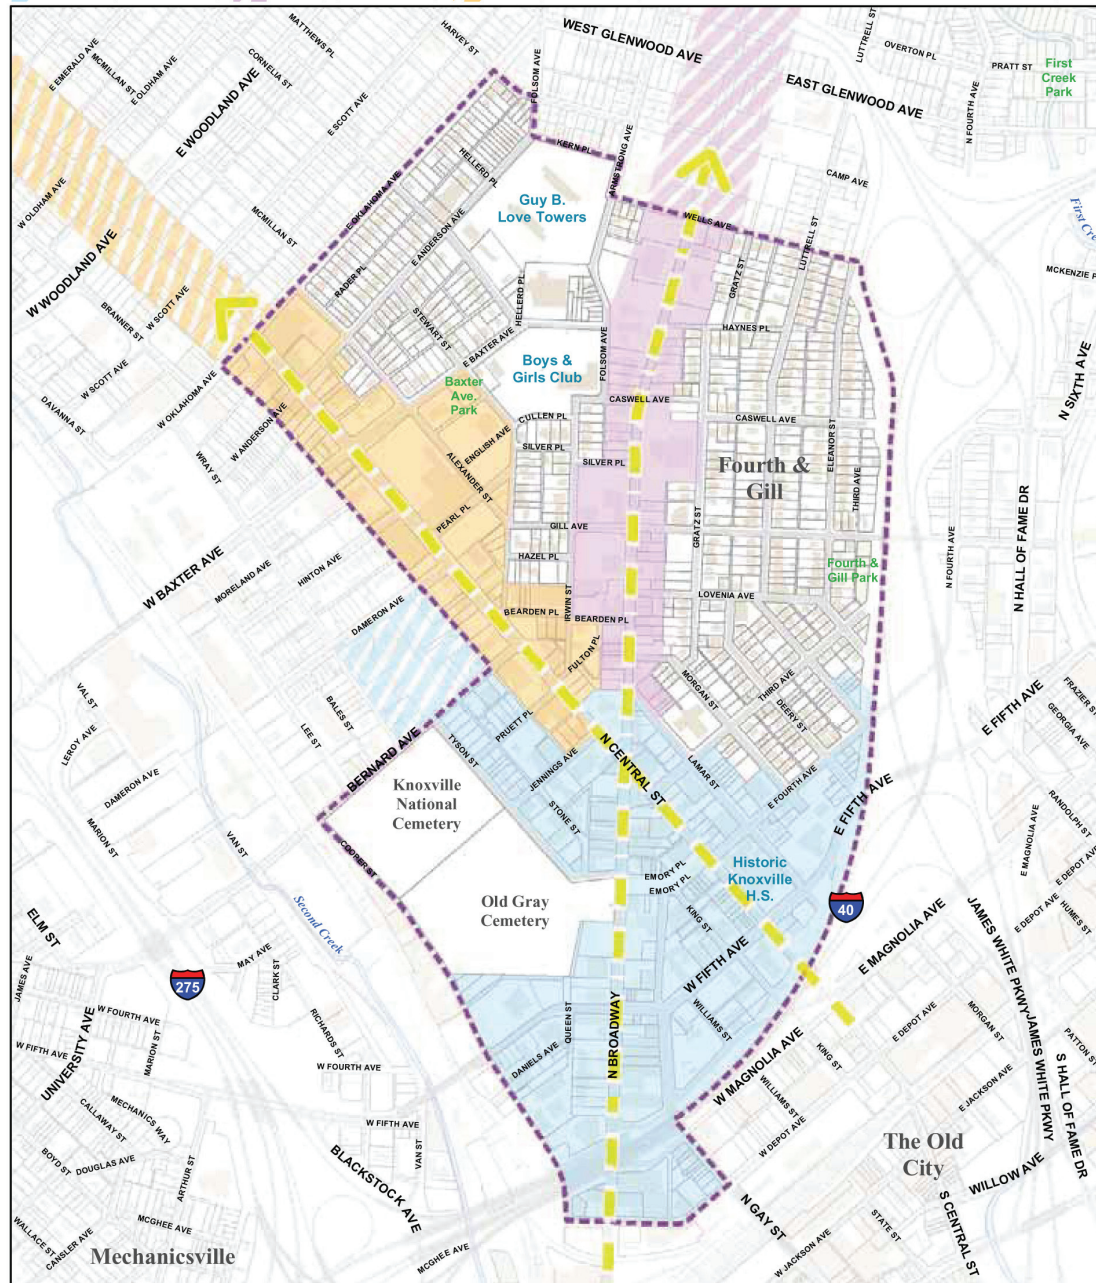 MATTHEWS PL
HARVEY ST
WEST GLENWOOD AVE
LUTTRELL ST
OVERTON PL
PRATT ST
First
Creek
Park
E EMERALD AVE
MCMILLAN ST
E OLDHAM AVE
CORNELIA ST
E WOODLAND AVE
E SCOTT AVE
FOLSOM AVE
EAST GLENWOOD AVE
N FOURTH AVE
KERN PL
ARMSTRONG AVE
HELLERD PL
CAMP AVE
W OLDHAM AVE
MCMILLAN ST
E OKLAHOMA AVE
Guy B.
Love Towers
WELLS AVE
LUTTRELL ST
E ANDERSON AVE
W WOODLAND AVE
RADER PL
GRATZ ST
MCKENZIE P
W SCOTT AVE
BRANNER ST
HELLERD PL
STEWART ST
HAYNES PL
E BAXTER AVE
FOLSOM AVE
Boys &
Girls Club
W SCOTT AVE
Baxter
Ave.
Park
N SIXTH AVE
DAVANNA ST
W OKLAHOMA AVE
W ANDERSON AVE
CASWELL AVE
CULLEN PL
CASWELL AVE
ELEANOR ST
ENGLISH AVE
SILVER PL
SILVER PL
WRAY ST
ALEXANDER ST
Fourth &
Gill
THIRD AVE
N HALL OF FAME DR
PEARL PL
GILL AVE
GRATZ ST
W BAXTER AVE
MORELAND AVE
HINTON AVE
HAZEL PL
Fourth &
Gill Park
N FOURTH AVE
DAMERON AVE
BEARDEN PL
IRWIN ST
BEARDEN PL
LOVENIA AVE
FULTON PL
MORGAN ST
THIRD AVE
DEERY ST
VAL ST
BALES ST
LEE ST
LEROY AVE
FRAZIER ST
GEORGIA AVE
E FIFTH AVE
PRUETT PL
TYSON ST
BERNARD AVE
JENNINGS AVE
N CENTRAL ST
LAMAR ST
E FOURTH AVE
E FIFTH AVE
Knoxville
National
Cemetery
DAMERON AVE
MARION ST
VAN ST
COOPER ST
STONE ST
RANDOLPH ST
E MAGNOLIA AVE
E DEPOT AVE
EMORY PL
EMORY PL
Historic
Knoxville
H.S.
Old Gray
Cemetery
KING ST
40
E MAGNOLIA AVE
JAMES WHITE PKWY
E DEPOT AVE
HUMES ST
ELM ST
Second Creek
W FIFTH AVE
MAY AVE
CLARK ST
275
JAMES AVE
W FOURTH AVE
UNIVERSITY AVE
MARION ST
W FIFTH AVE
RICHARDS ST
QUEEN ST
DANIELS AVE
N BROADWAY
WILLIAMS ST
W MAGNOLIA AVE
KING ST
E DEPOT AVE
MORGAN ST
JAMES WHITE PKWY
PATTON ST
S HALL OF FAME DR
W FOURTH AVE
WILLIAMS ST
E JACKSON AVE
CALLAWAY ST
MECHANICS WAY
W FIFTH AVE
VAN ST
W DEPOT AVE
The Old
City
BOYD ST
DOUGLAS AVE
ARTHUR ST
BLACKSTOCK AVE
WILLOW AVE
N GAY ST
S CENTRAL ST
STATE ST
WALLACE ST
CANSLER AVE
MCGHEE AVE
Mechanicsville
MCGHEE AVE
W JACKSON AVE